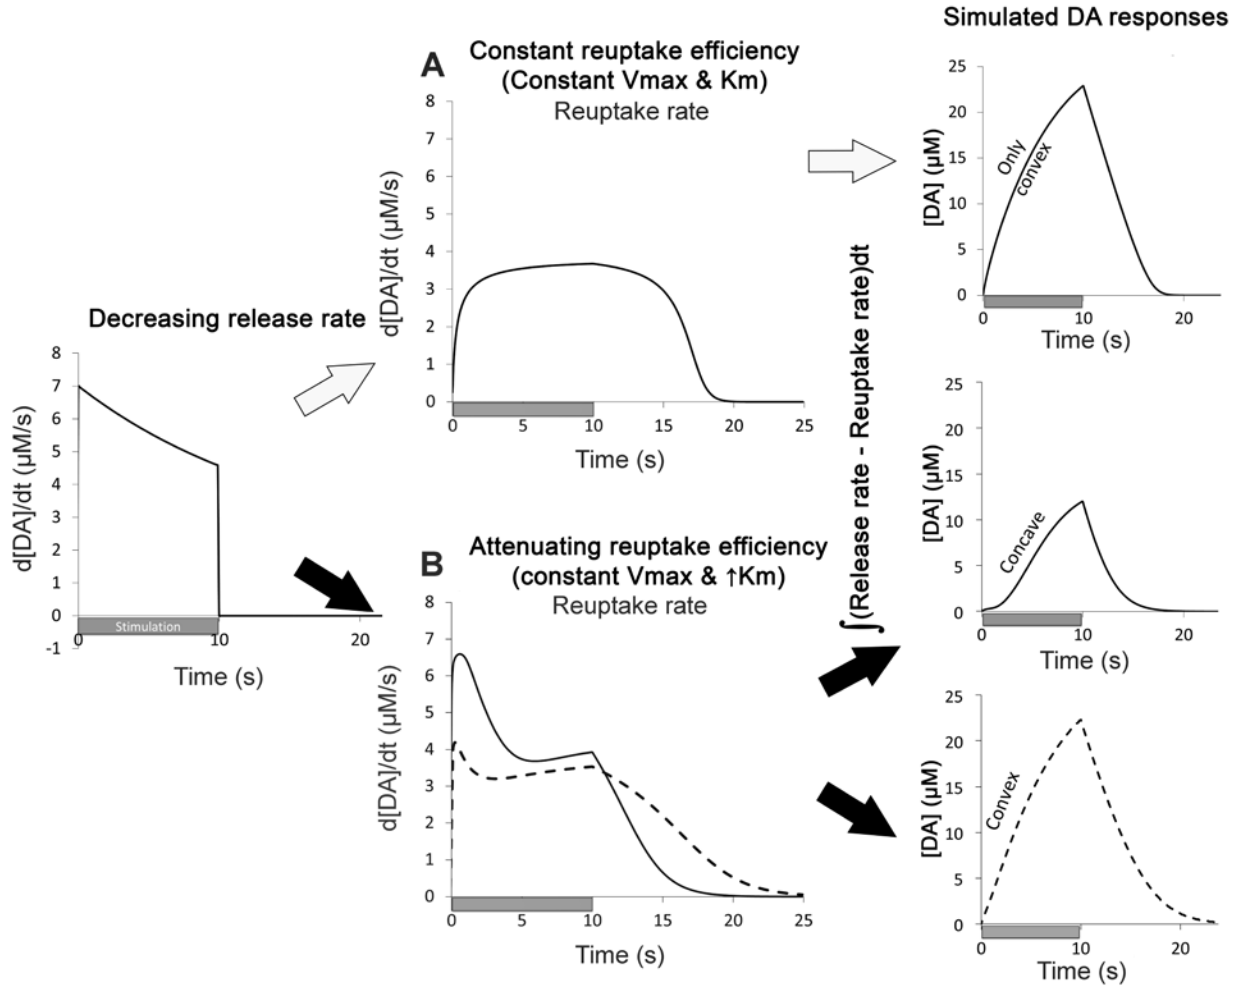 Simulated DA responses
A
Constant reuptake efficiency
(Constant Vmax & Km)
Reuptake rate
d[DA]/dt (µM/s)
8
7
6
5
4
3
2
1
0
0 5 10 15 20 25
Time (s)
[DA] (µM)
25
20
15
10
5
0
Only
convex
0 10 20
Time (s)
Decreasing release rate
d[DA]/dt (µM/s)
8
7
6
5
4
3
2
1
0
-1
Stimulation
0 10 20
Time (s)
∫(Release rate - Reuptake rate)dt
[DA] (µM)
25
20
15
10
5
0
Concave
0 10 20
Time (s)
B
Attenuating reuptake efficiency
(constant Vmax & ↑Km)
Reuptake rate
d[DA]/dt (µM/s)
8
7
6
5
4
3
2
1
0
0 5 10 15 20 25
Time (s)
[DA] (µM)
25
20
15
10
5
0
Convex
0 10 20
Time (s)